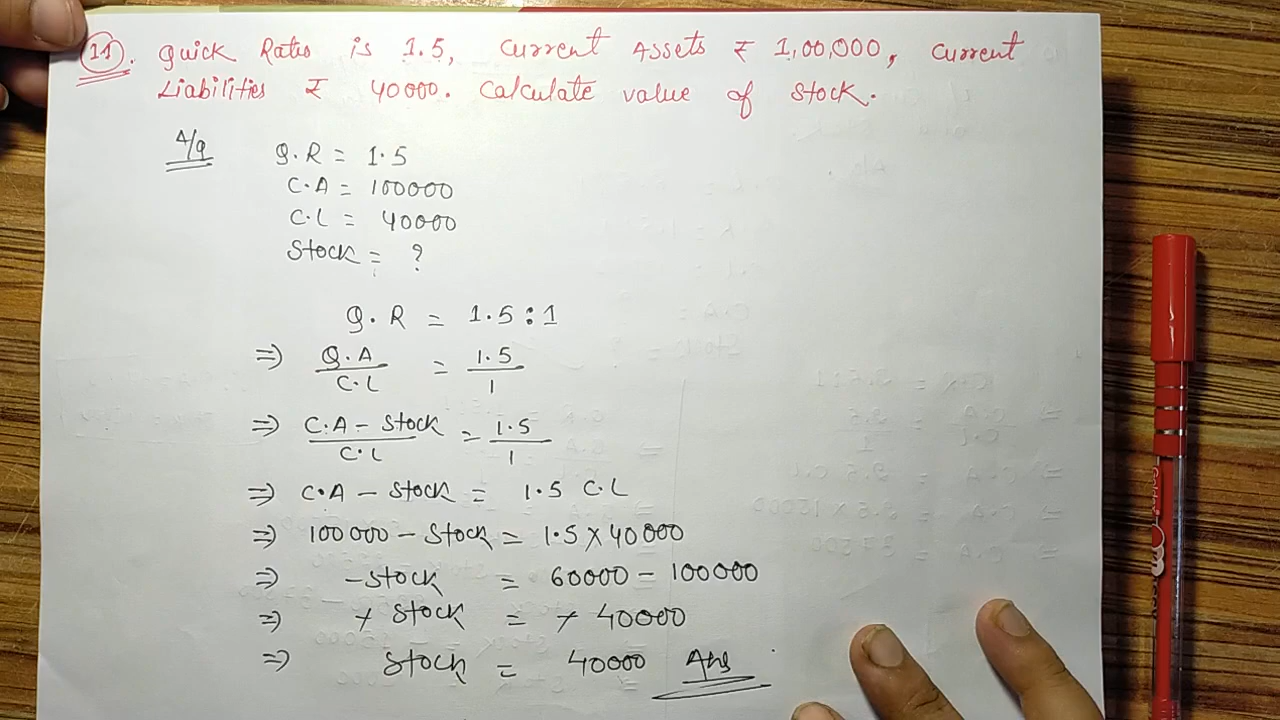 11. Quick Ratio is 1.5, Current Assets ₹ 1,00,000, Current
Liabilities ₹ 40000. Calculate value of Stock.
A/q
Q.R = 1.5
C.A = 100000
C.L = 40000
Stock = ?
Q.R = 1.5 : 1
⇒ Q.A / C.L = 1.5 / 1
⇒ C.A - Stock / C.L = 1.5 / 1
⇒ C.A - Stock = 1.5 C.L
⇒ 100000 - Stock = 1.5 × 40000
⇒ - Stock = 60000 - 100000
⇒ + Stock = + 40000
⇒ Stock = 40000 Ans